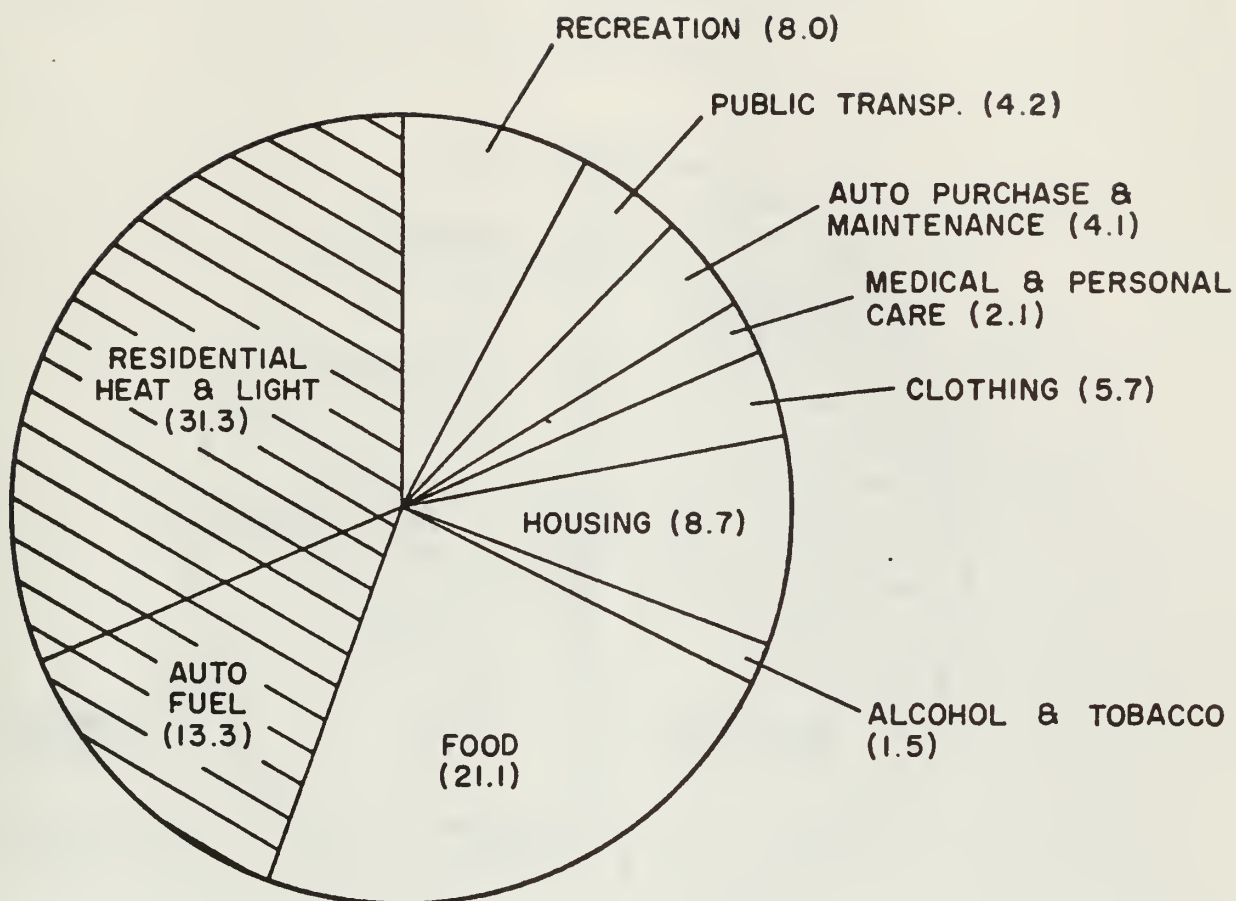 RECREATION (8.0)
PUBLIC TRANSP. (4.2)
AUTO PURCHASE &
MAINTENANCE (4.1)
MEDICAL & PERSONAL
CARE (2.1)
CLOTHING (5.7)
HOUSING (8.7)
ALCOHOL & TOBACCO
(1.5)
FOOD
(21.1)
AUTO
FUEL
(13.3)
RESIDENTIAL
HEAT & LIGHT
(31.3)